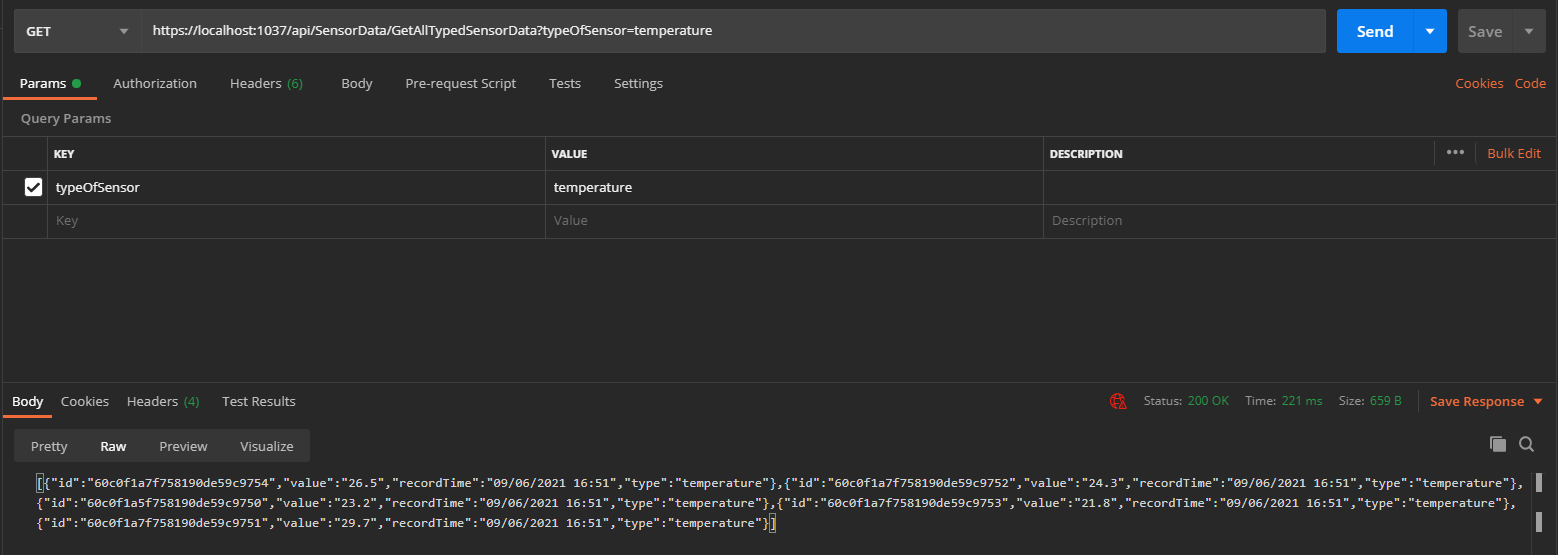 GET https://localhost:1037/api/SensorData/GetAllTypedSensorData?typeOfSensor=temperature Send Save
Params Authorization Headers (6) Body Pre-request Script Tests Settings Cookies Code
Query Params
KEY VALUE DESCRIPTION ••• Bulk Edit
typeOfSensor temperature
Key Value Description
Body Cookies Headers (4) Test Results Status: 200 OK Time: 221 ms Size: 659 B Save Response
Pretty Raw Preview Visualize
[{"id":"60c0f1a7f758190de59c9754","value":"26.5","recordTime":"09/06/2021 16:51","type":"temperature"},{"id":"60c0f1a7f758190de59c9752","value":"24.3","recordTime":"09/06/2021 16:51","type":"temperature"},
{"id":"60c0f1a5f758190de59c9750","value":"23.2","recordTime":"09/06/2021 16:51","type":"temperature"},{"id":"60c0f1a7f758190de59c9753","value":"21.8","recordTime":"09/06/2021 16:51","type":"temperature"},
{"id":"60c0f1a7f758190de59c9751","value":"29.7","recordTime":"09/06/2021 16:51","type":"temperature"}]